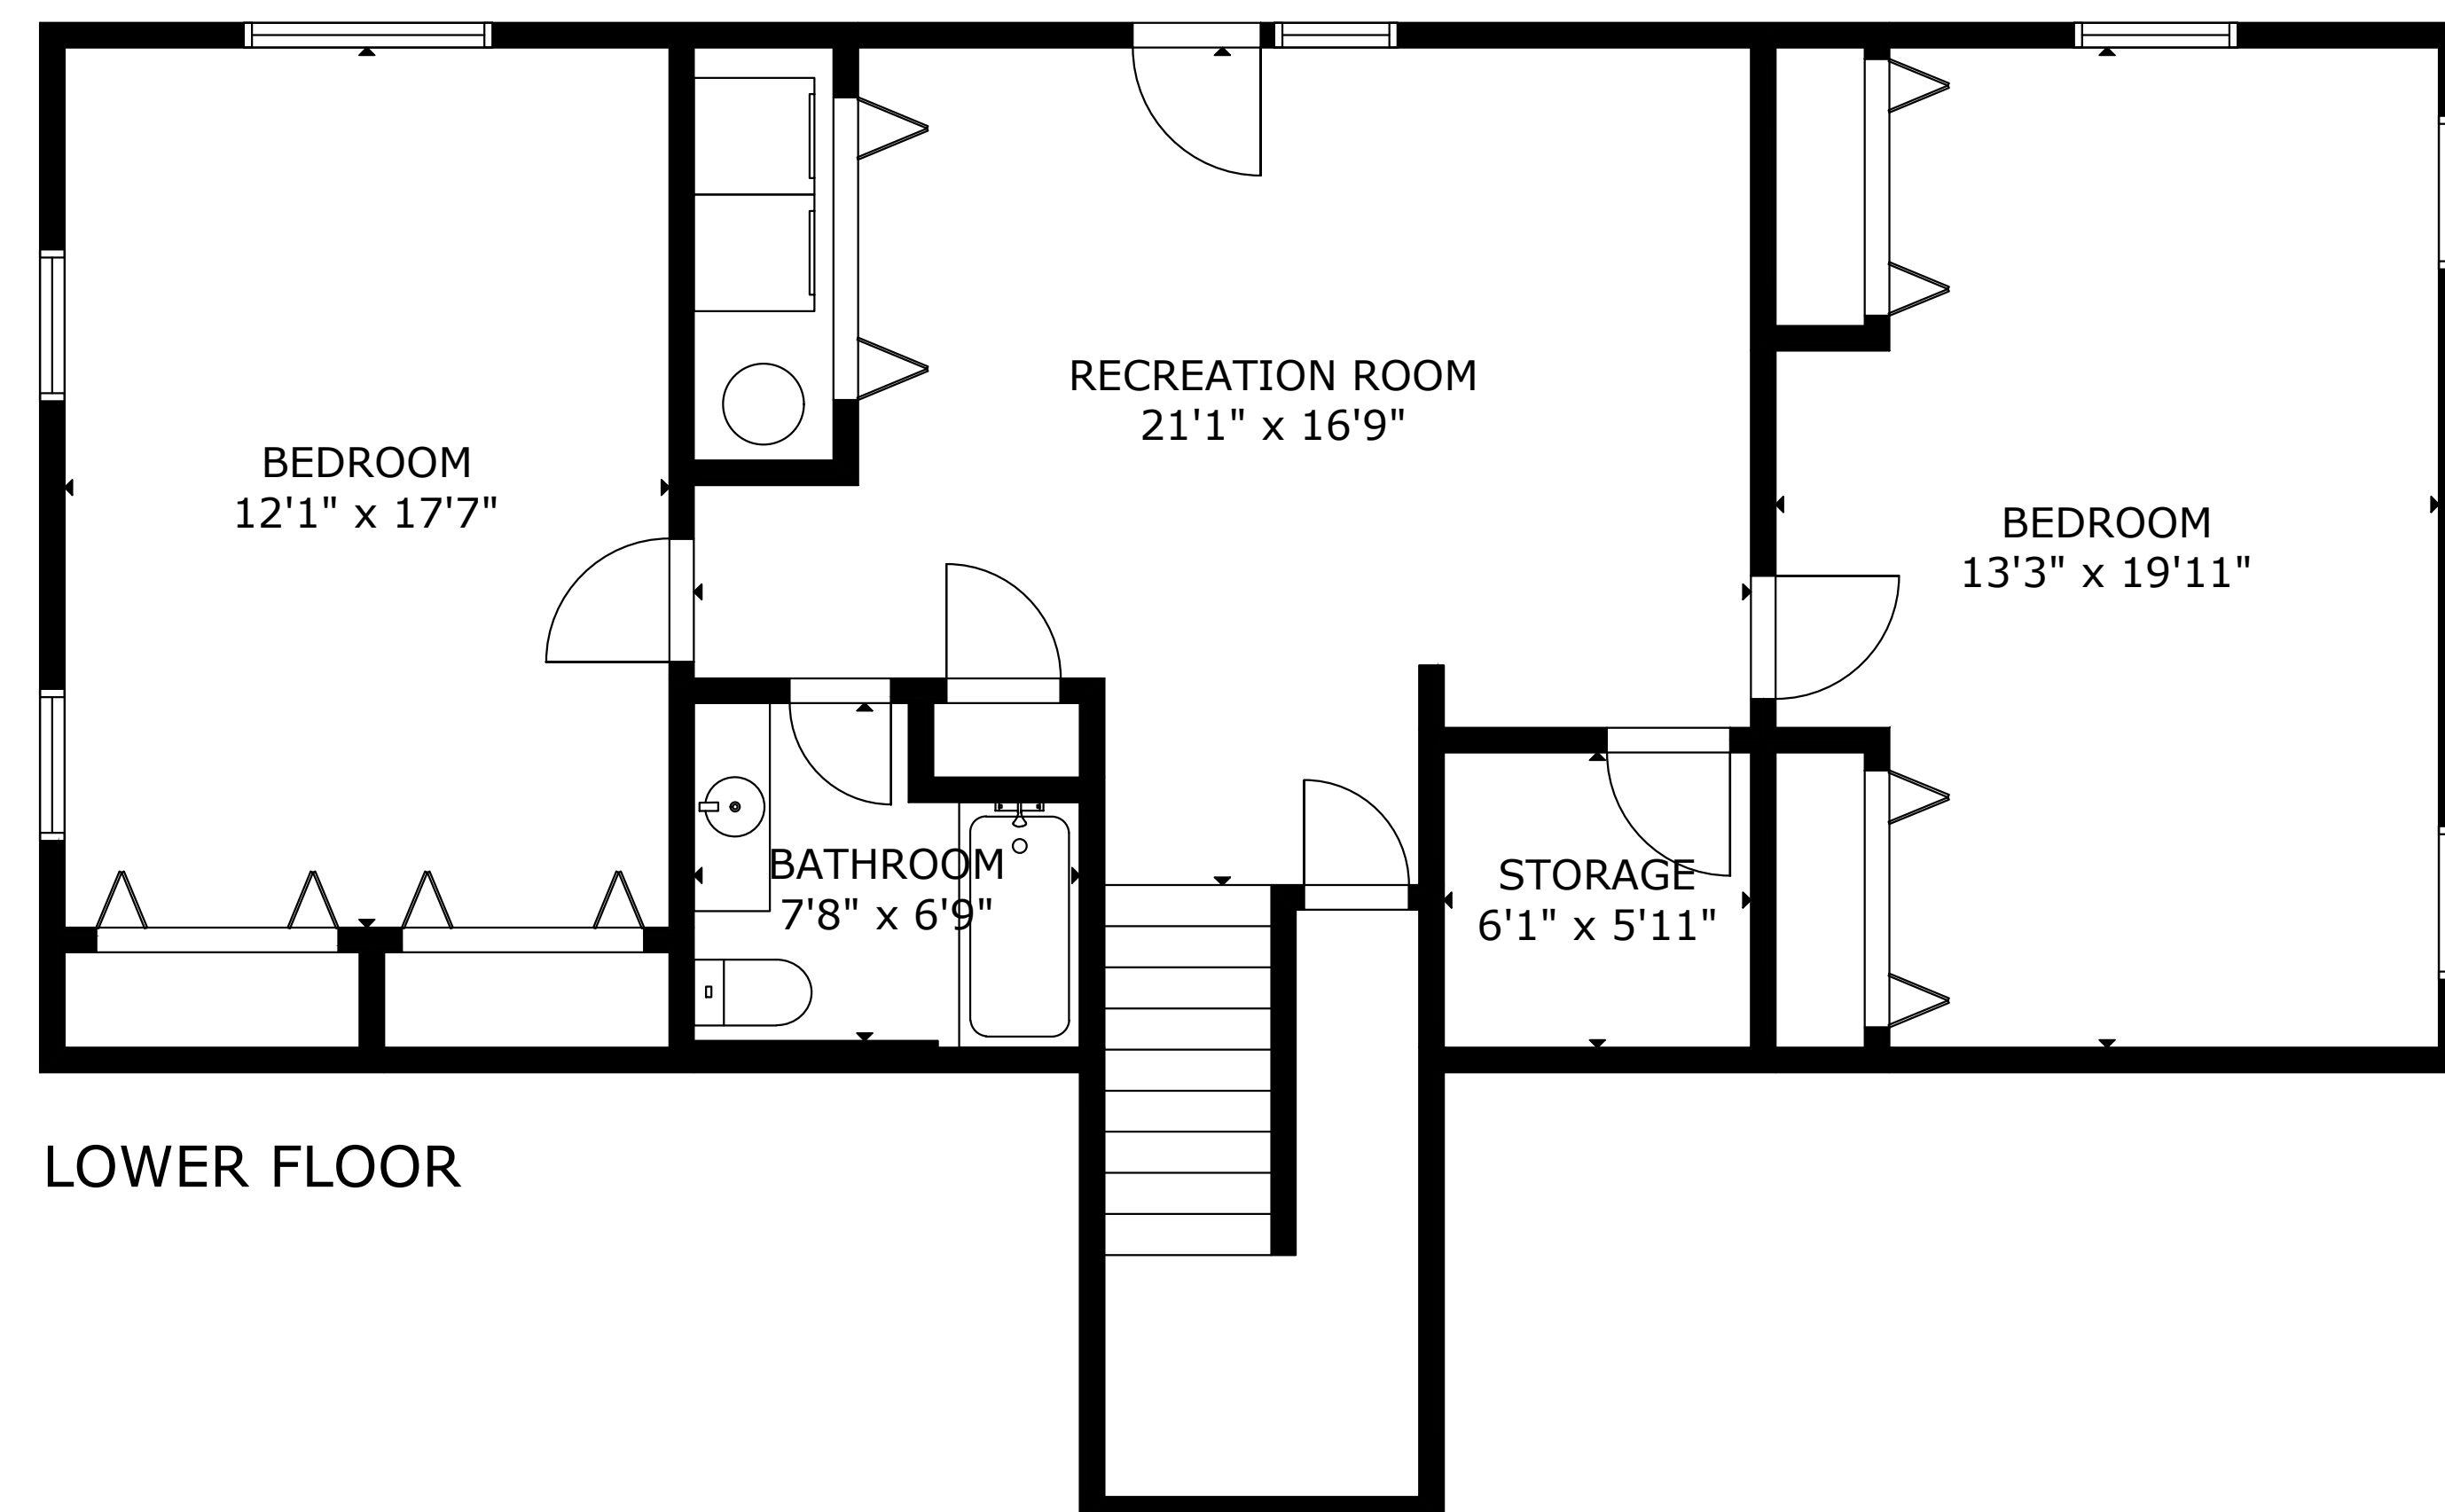 RECREATION ROOM
21'1" x 16'9"
BEDROOM
12'1" x 17'7"
BEDROOM
13'3" x 19'11"
BATHROOM
7'8" x 6'9"
STORAGE
6'1" x 5'11"
LOWER FLOOR